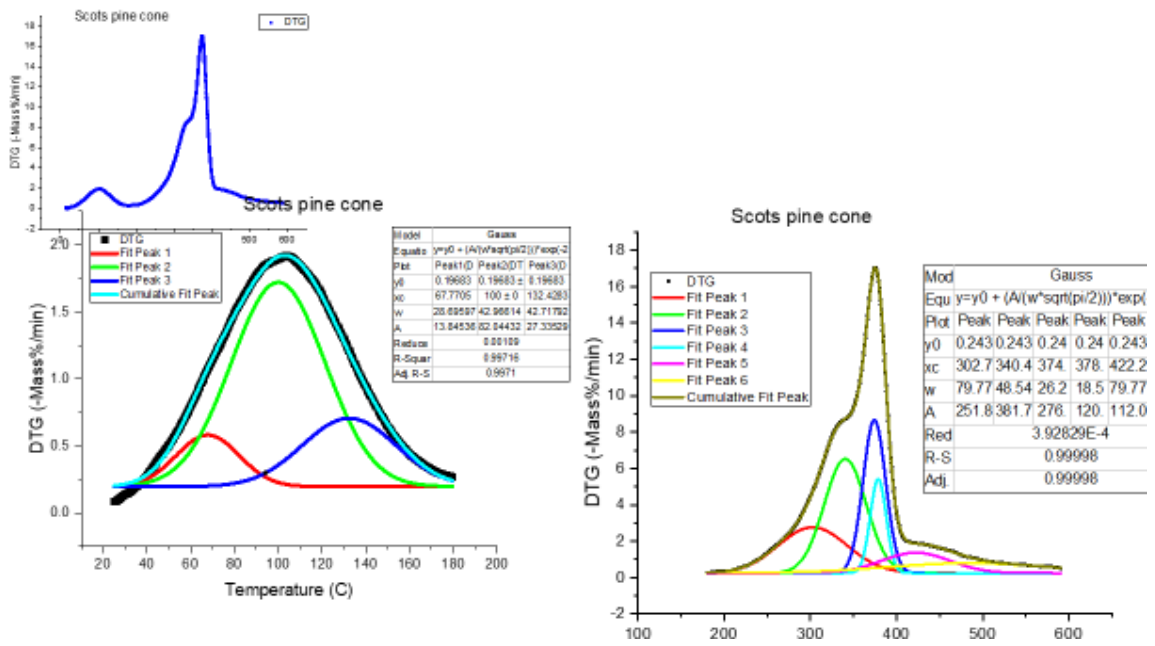 Scots pine cone
DTG
18
16
14
12
10
8
6
4
2
0
-2
DTG (-Mass%/min)
500 600
Scots pine cone
DTG
Fit Peak 1
Fit Peak 2
Fit Peak 3
Cumulative Fit Peak
Model Gauss
Equatio y=y0 + (A/(w*sqrt(pi/2)))*exp(-2
Plot Peak1(D Peak2(DT Peak3(D
y0 0.19683 0.19683 ± 0.19683
xc 67.7705 100 ± 0 132.4283
w 28.69597 42.96614 42.71792
A 13.84536 82.04432 27.33529
Reduce 0.00109
R-Squar 0.99716
Adj. R-S 0.9971
2.0
1.5
1.0
0.5
0.0
DTG (-Mass%/min)
20 40 60 80 100 120 140 160 180 200
Temperature (C)
Scots pine cone
DTG
Fit Peak 1
Fit Peak 2
Fit Peak 3
Fit Peak 4
Fit Peak 5
Fit Peak 6
Cumulative Fit Peak
Mod Gauss
Equ y=y0 + (A/(w*sqrt(pi/2)))*exp(
Plot Peak Peak Peak Peak Peak
y0 0.243 0.243 0.24 0.24 0.243
xc 302.7 340.4 374. 378. 422.2
w 79.77 48.54 26.2 18.5 79.77
A 251.8 381.7 276. 120. 112.0
Red 3.92829E-4
R-S 0.99998
Adj. 0.99998
18
16
14
12
10
8
6
4
2
0
-2
DTG (-Mass%/min)
100 200 300 400 500 600